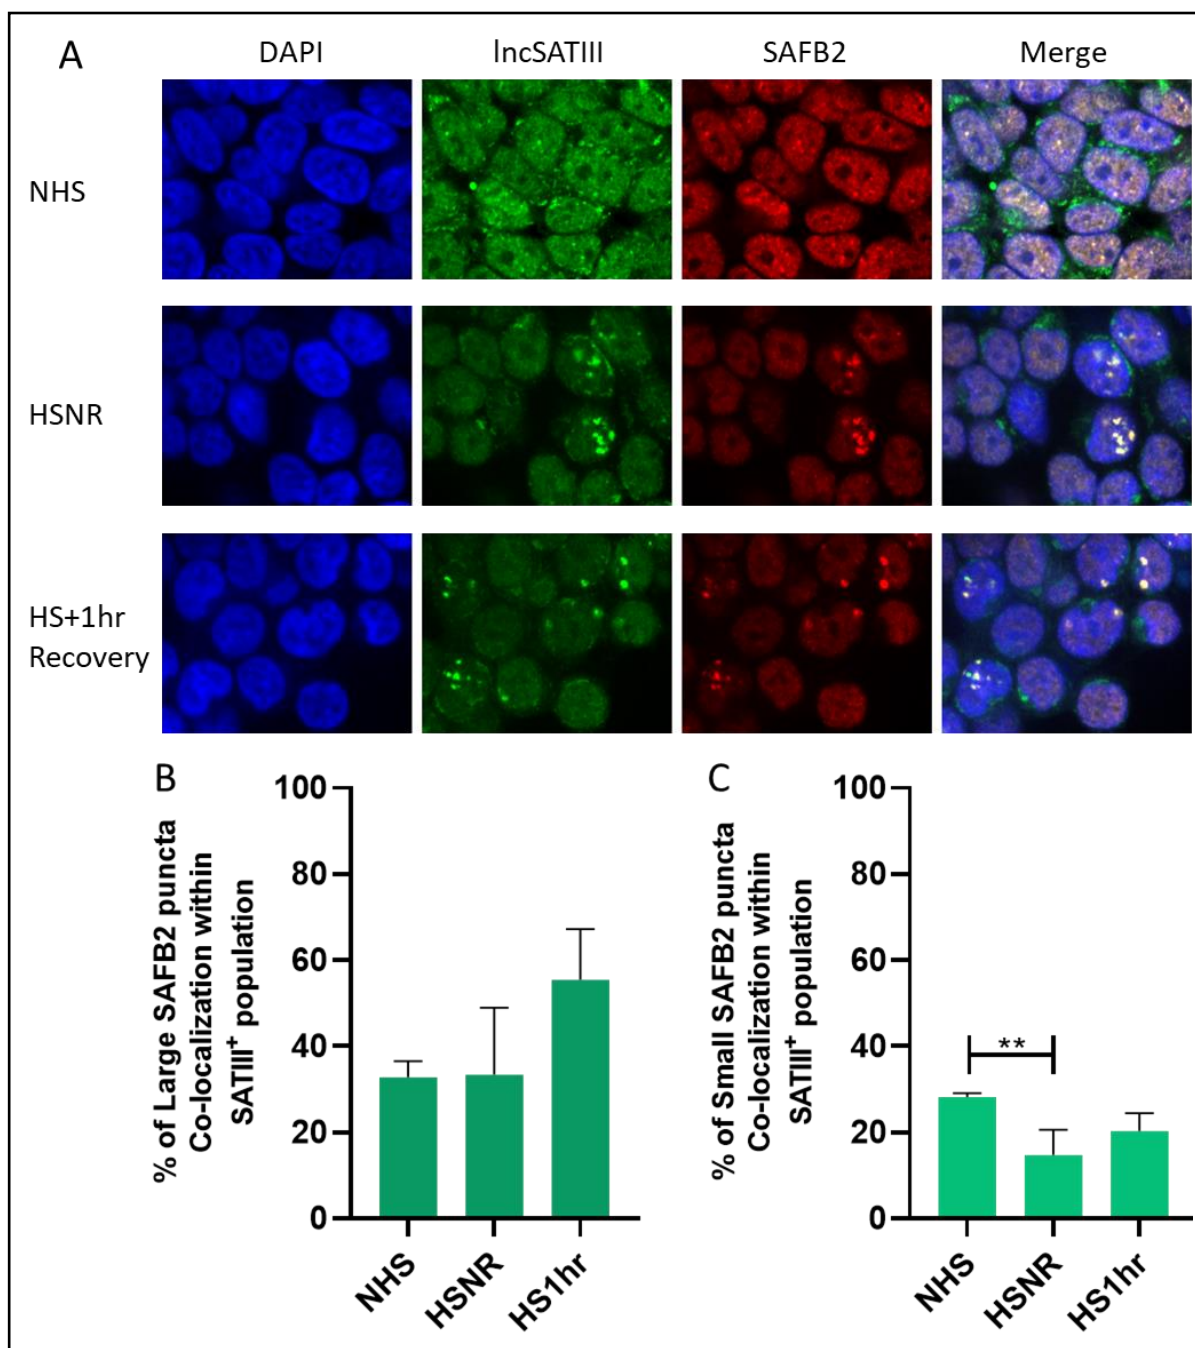 A
DAPI lncSATIII SAFB2 Merge
NHS
HSNR
HS+1hr
Recovery
B
% of Large SAFB2 puncta
Co-localization within
SATIII⁺ population
100
80
60
40
20
0
NHS HSNR HS1hr
C
% of Small SAFB2 puncta
Co-localization within
SATIII⁺ population
100
80
60
40
20
0
**
NHS HSNR HS1hr